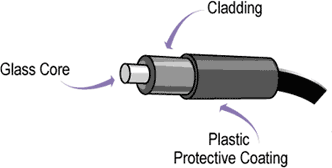 Cladding
Glass Core
Plastic
Protective Coating